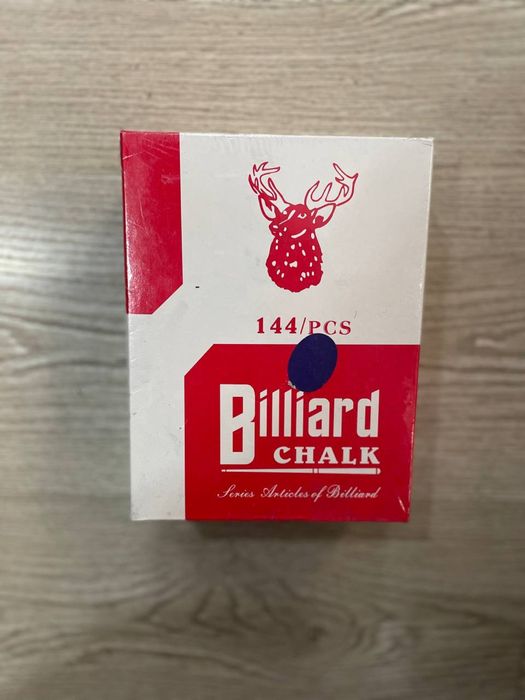 144/PCS
Billiard
CHALK
Series Articles of Billiard